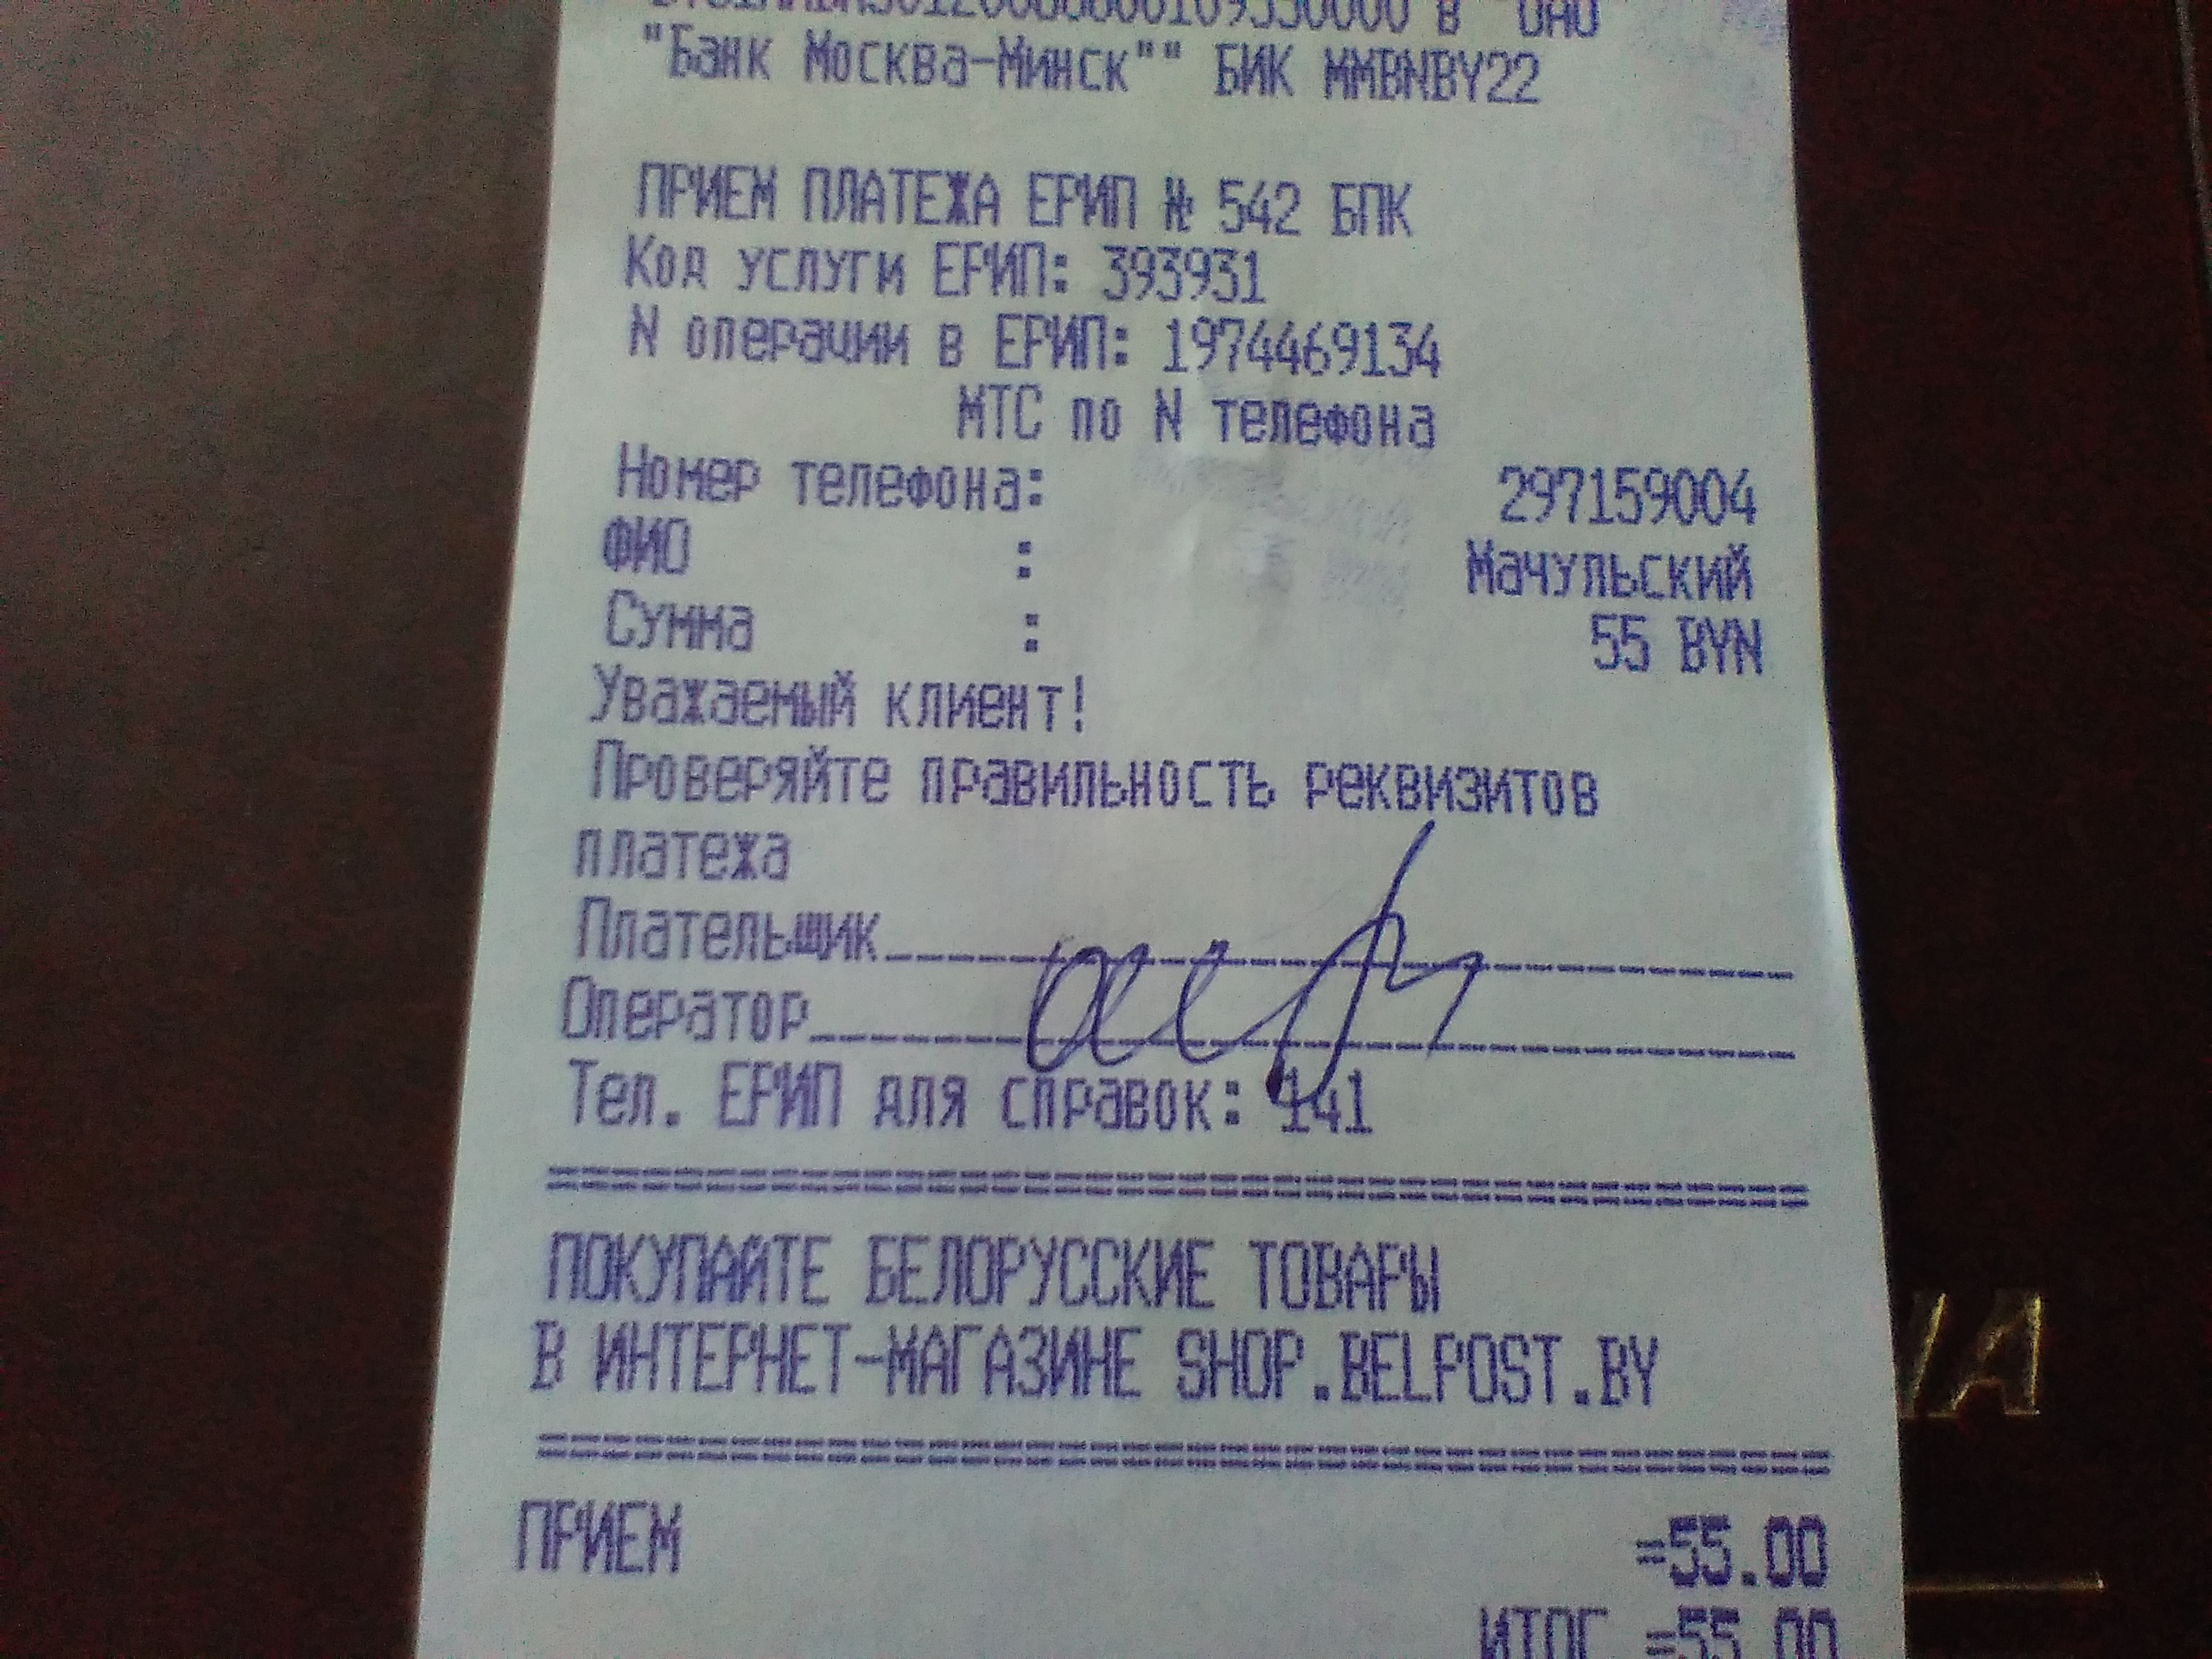 В "ОАО
"Банк Москва-Минск"" БИК MMBNBY22
ПРИЕМ ПЛАТЕЖА ЕРИП № 542 БПК
Код услуги ЕРИП: 393931
N операции в ЕРИП: 1974469134
МТС по N телефона
Номер телефона: 297159004
ФИО : Мачульский
Сумма : 55 BYN
Уважаемый клиент!
Проверяйте правильность реквизитов
платежа
Плательщик
Оператор
Тел. ЕРИП для справок: 141
ПОКУПАЙТЕ БЕЛОРУССКИЕ ТОВАРЫ
В ИНТЕРНЕТ-МАГАЗИНЕ SHOP.BELPOST.BY
ПРИЕМ =55.00
ИТОГ =55.00